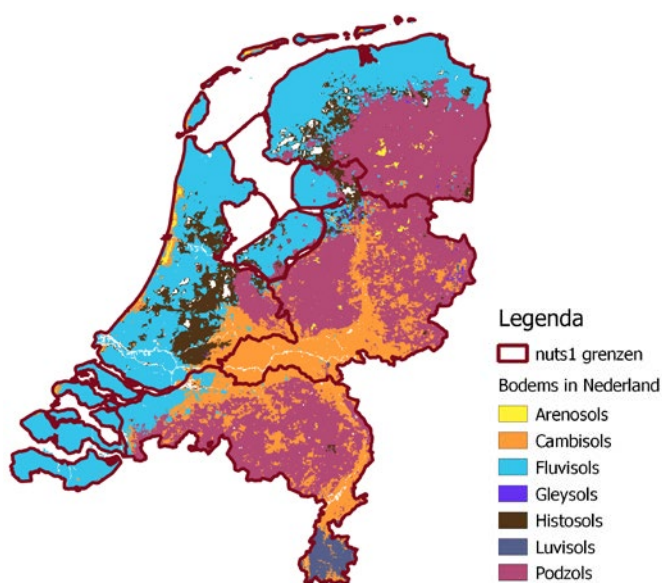 Legenda
nuts1 grenzen
Bodems in Nederland
Arenosols
Cambisols
Fluvisols
Gleysols
Histosols
Luvisols
Podzols